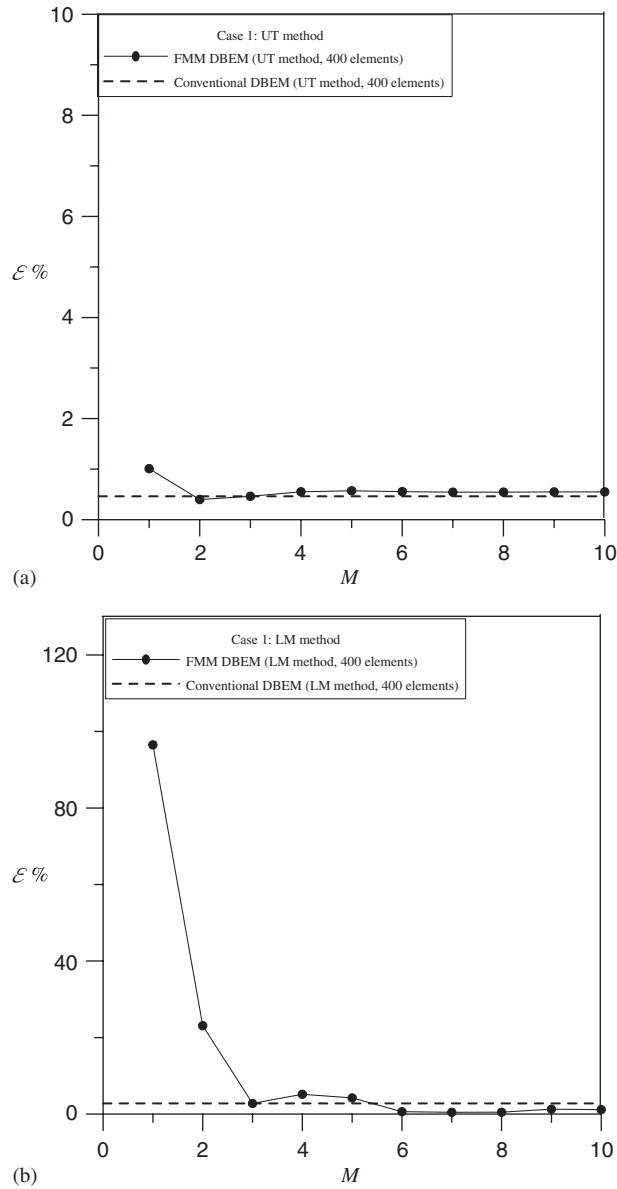 10
Case 1: UT method
FMM DBEM (UT method, 400 elements)
Conventional DBEM (UT method, 400 elements)
8
6
ℰ %
4
2
0
0 2 4 6 8 10
(a) M
Case 1: LM method
FMM DBEM (LM method, 400 elements)
Conventional DBEM (LM method, 400 elements)
120
80
ℰ %
40
0
0 2 4 6 8 10
(b) M